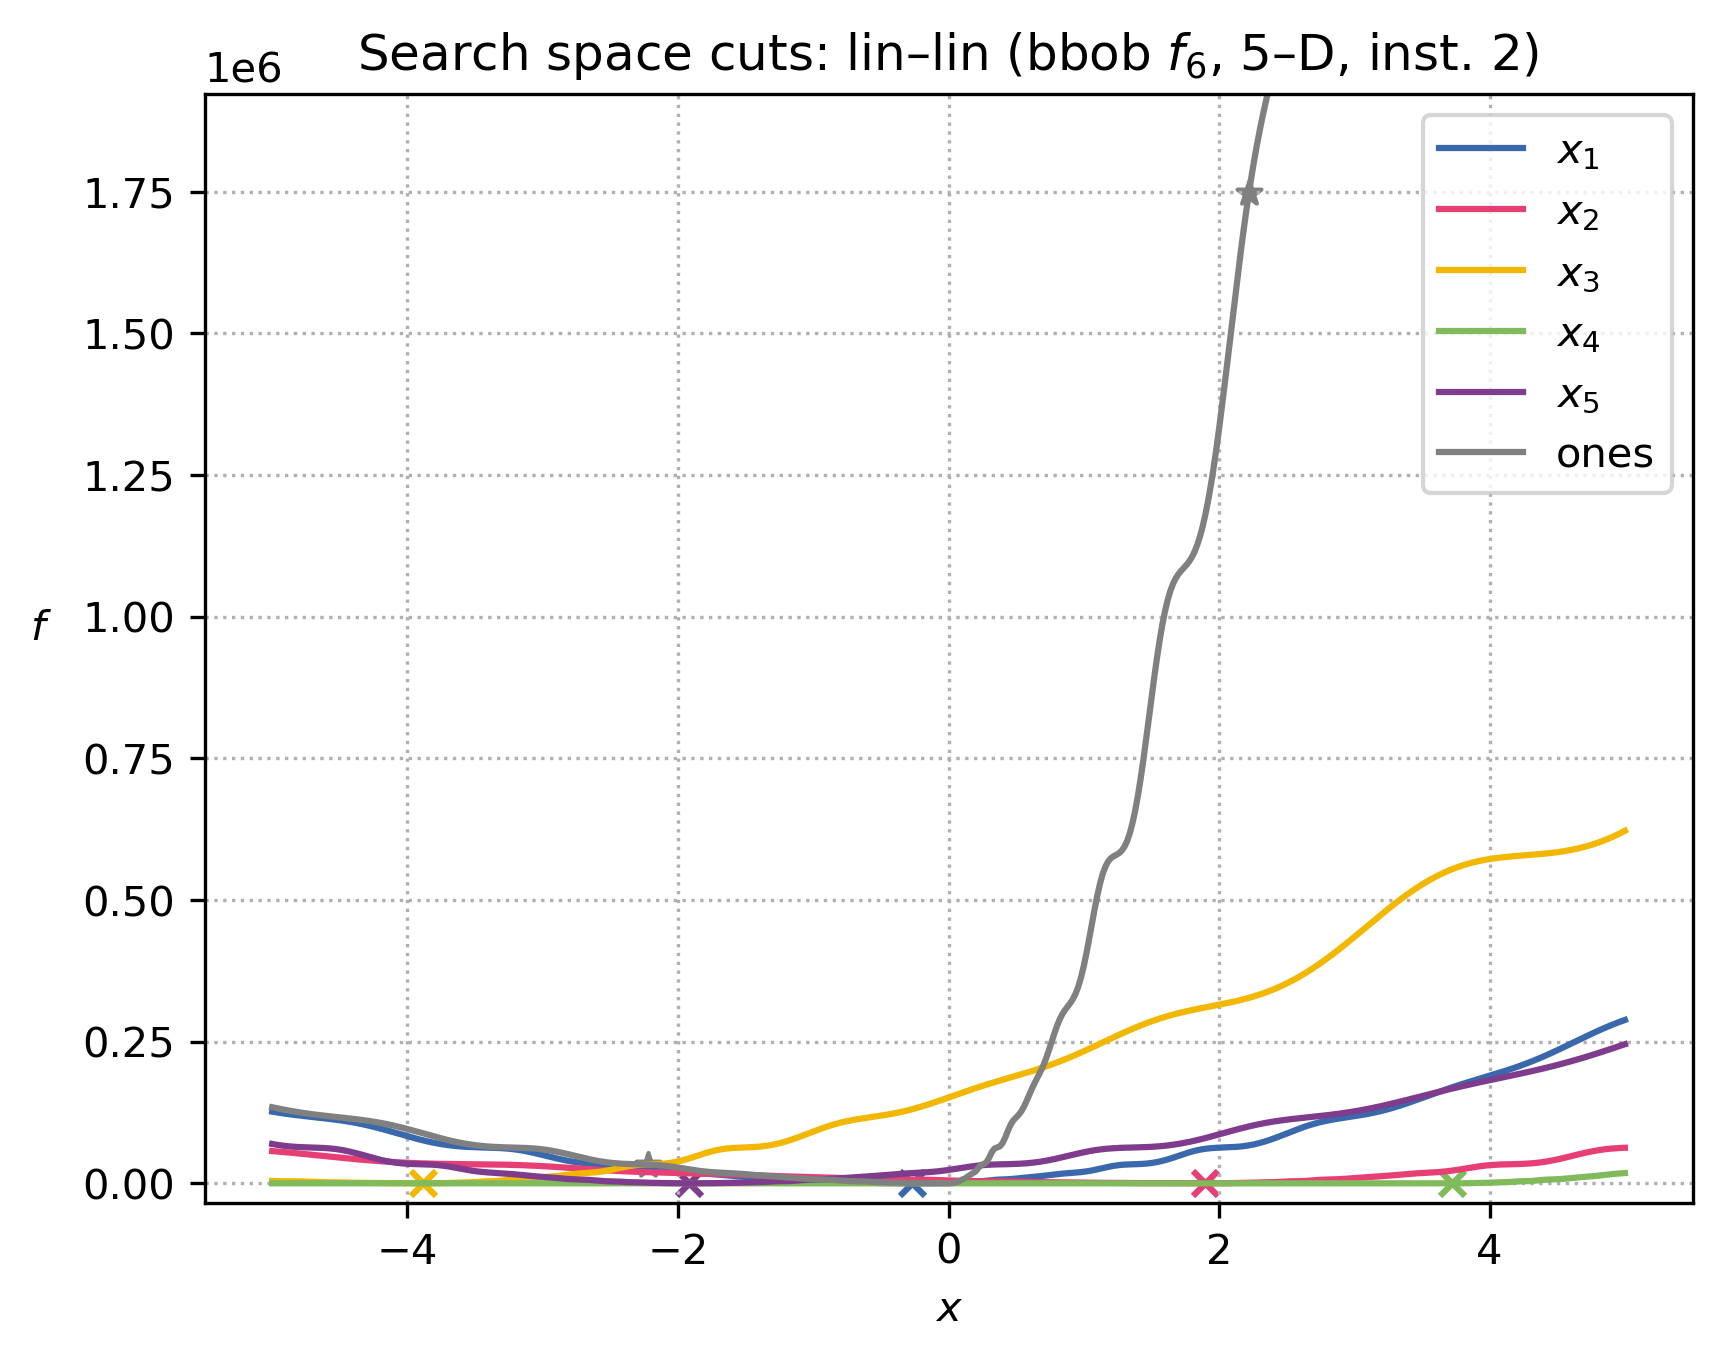 Search space cuts: lin–lin (bbob f₆, 5–D, inst. 2)
1e6
1.75
1.50
1.25
1.00
0.75
0.50
0.25
0.00
f
−4 −2 0 2 4
x
x₁
x₂
x₃
x₄
x₅
ones